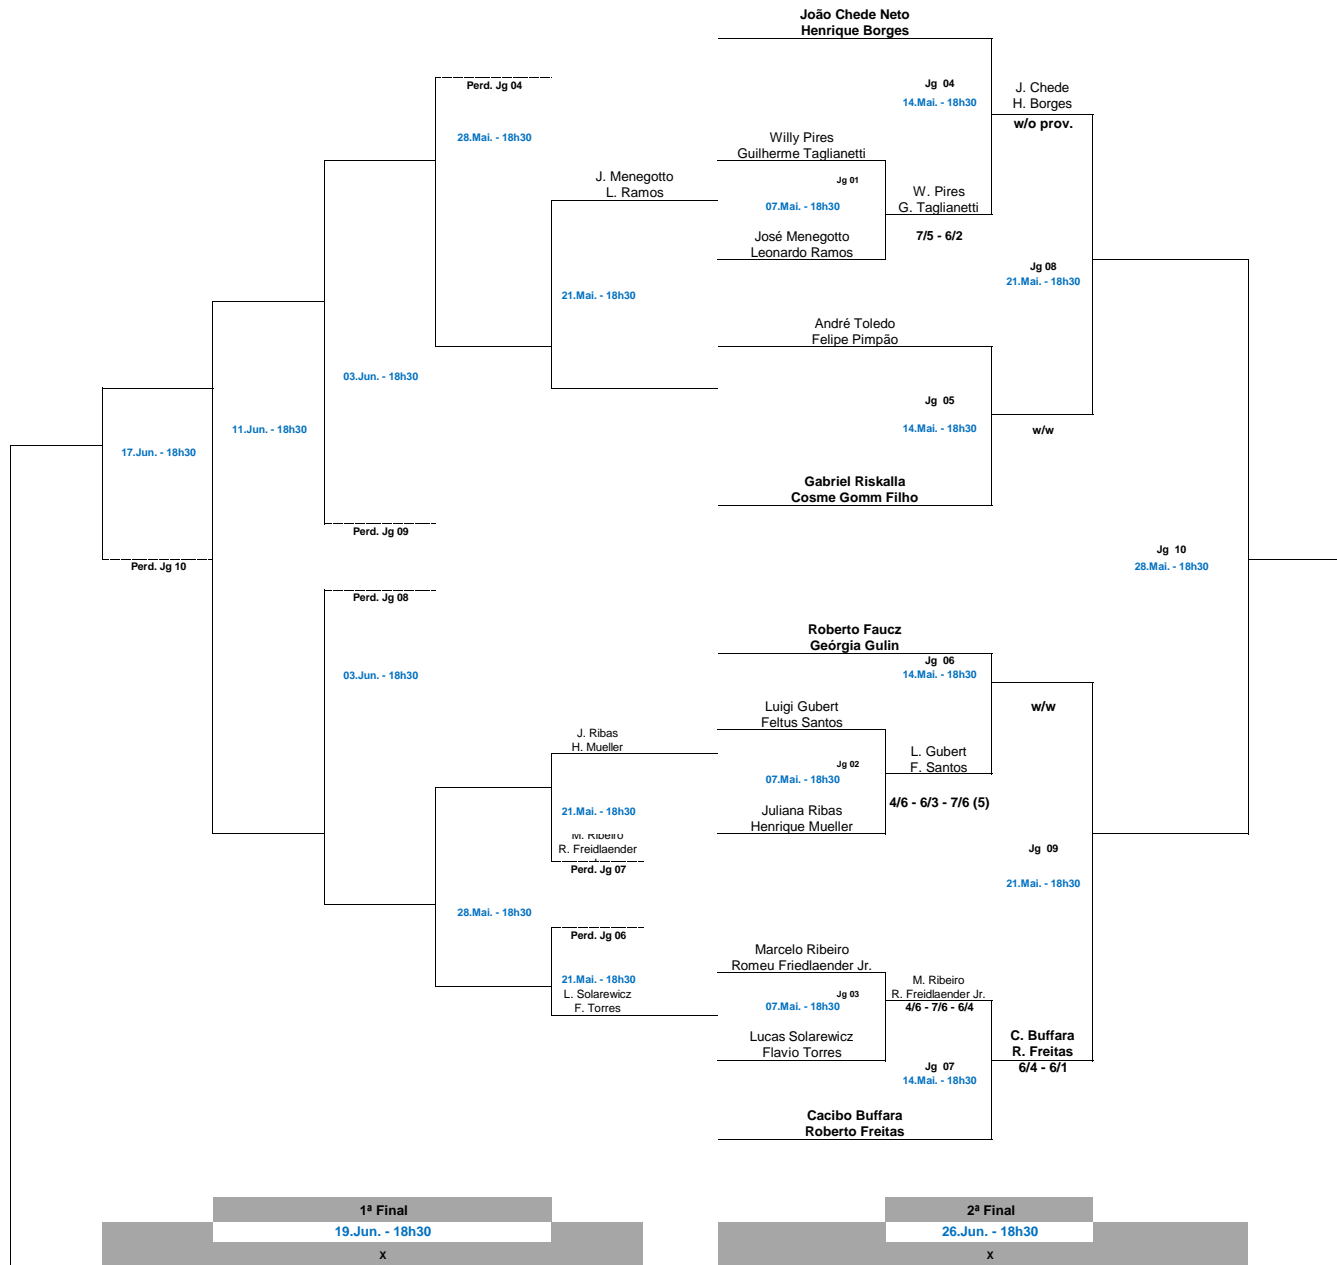 João Chede Neto
Henrique Borges
Perd. Jg 04
Jg 04
14.Mai. - 18h30
J. Chede
H. Borges
w/o prov.
28.Mai. - 18h30
Willy Pires
Guilherme Taglianetti
J. Menegotto
L. Ramos
Jg 01
07.Mai. - 18h30
W. Pires
G. Taglianetti
José Menegotto
Leonardo Ramos
7/5 - 6/2
Jg 08
21.Mai. - 18h30
21.Mai. - 18h30
André Toledo
Felipe Pimpão
03.Jun. - 18h30
Jg 05
14.Mai. - 18h30
w/w
11.Jun. - 18h30
17.Jun. - 18h30
Gabriel Riskalla
Cosme Gomm Filho
Perd. Jg 09
Jg 10
28.Mai. - 18h30
Perd. Jg 10
Perd. Jg 08
Roberto Faucz
Geórgia Gulin
Jg 06
14.Mai. - 18h30
03.Jun. - 18h30
w/w
Luigi Gubert
Feltus Santos
J. Ribas
H. Mueller
Jg 02
07.Mai. - 18h30
L. Gubert
F. Santos
4/6 - 6/3 - 7/6 (5)
Juliana Ribas
Henrique Mueller
21.Mai. - 18h30
M. Ribeiro
R. Freidlaender
Perd. Jg 07
Jg 09
21.Mai. - 18h30
28.Mai. - 18h30
Perd. Jg 06
Marcelo Ribeiro
Romeu Friedlaender Jr.
21.Mai. - 18h30
L. Solarewicz
F. Torres
Jg 03
07.Mai. - 18h30
M. Ribeiro
R. Freidlaender Jr.
4/6 - 7/6 - 6/4
Lucas Solarewicz
Flavio Torres
C. Buffara
R. Freitas
6/4 - 6/1
Jg 07
14.Mai. - 18h30
Cacibo Buffara
Roberto Freitas
1ª Final
19.Jun. - 18h30
x
2ª Final
26.Jun. - 18h30
x